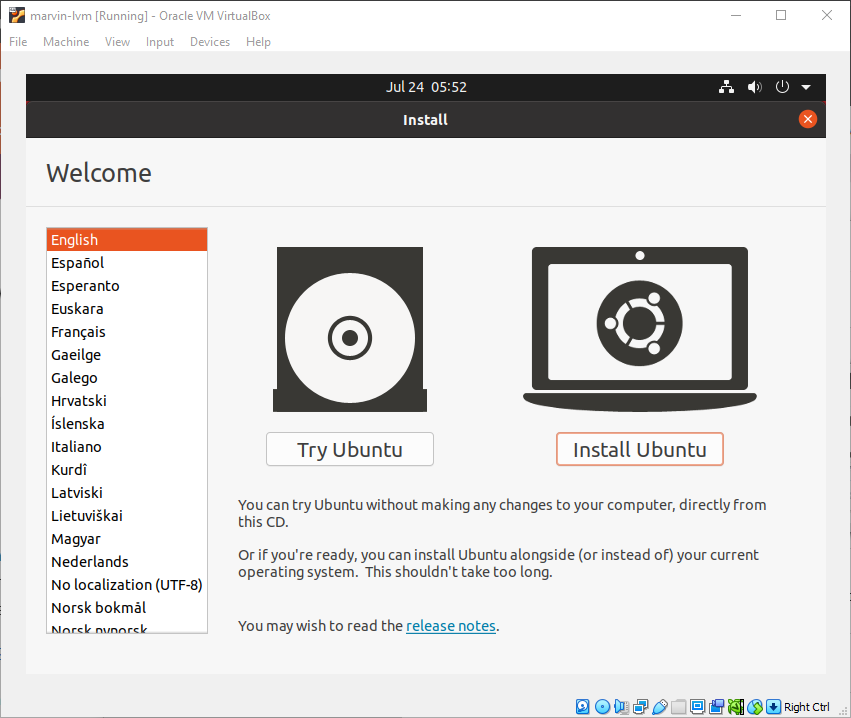 marvin-lvm [Running] - Oracle VM VirtualBox
File Machine View Input Devices Help
Jul 24 05:52
Install
Welcome
English
Español
Esperanto
Euskara
Français
Gaeilge
Galego
Hrvatski
Íslenska
Italiano
Kurdî
Latviski
Lietuviškai
Magyar
Nederlands
No localization (UTF-8)
Norsk bokmål
Norsk nynorsk
Try Ubuntu
Install Ubuntu
You can try Ubuntu without making any changes to your computer, directly from
this CD.
Or if you're ready, you can install Ubuntu alongside (or instead of) your current
operating system. This shouldn't take too long.
You may wish to read the release notes.
Right Ctrl